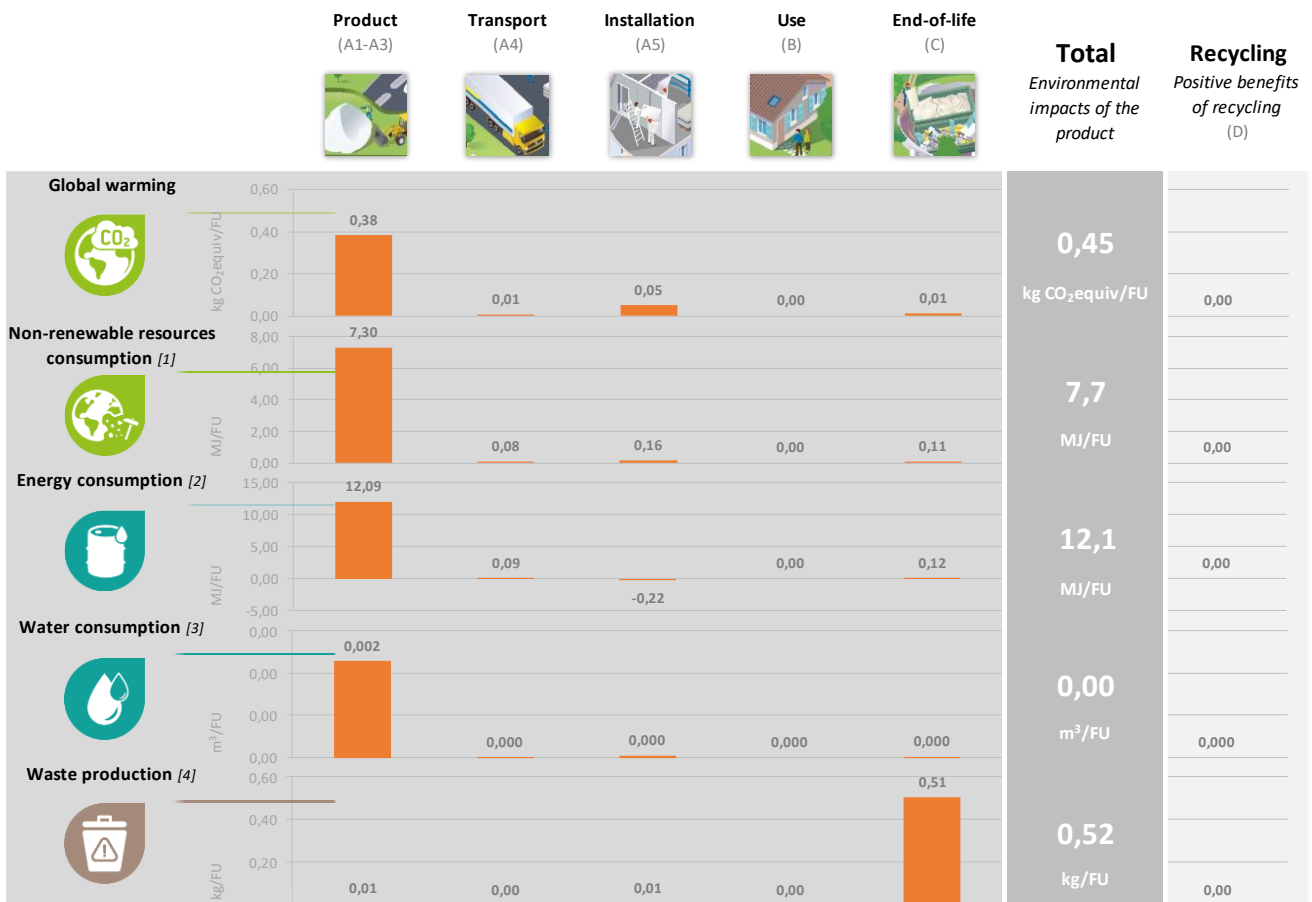 Product
(A1-A3)
Transport
(A4)
Installation
(A5)
Use
(B)
End-of-life
(C)
Total
Environmental
impacts of the
product
Recycling
Positive benefits
of recycling
(D)
Global warming
CO2
kg CO2equiv/FU
0,60
0,40
0,20
0,00
0,38
0,01
0,05
0,00
0,01
0,45
kg CO2equiv/FU
0,00
Non-renewable resources
consumption [1]
MJ/FU
8,00
6,00
4,00
2,00
0,00
7,30
0,08
0,16
0,00
0,11
7,7
MJ/FU
0,00
Energy consumption [2]
MJ/FU
15,00
10,00
5,00
0,00
-5,00
12,09
0,09
-0,22
0,00
0,12
12,1
MJ/FU
0,00
Water consumption [3]
m³/FU
0,00
0,00
0,00
0,00
0,002
0,000
0,000
0,000
0,000
0,00
m³/FU
0,000
Waste production [4]
kg/FU
0,60
0,40
0,20
0,01
0,00
0,01
0,00
0,51
0,52
kg/FU
0,00